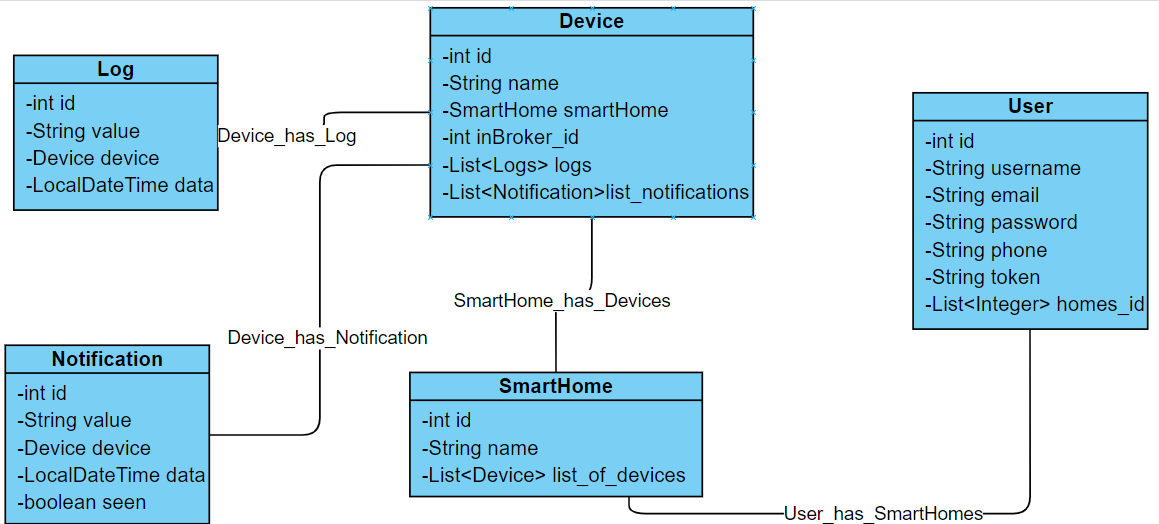 Device
-int id
-String name
-SmartHome smartHome
-int inBroker_id
-List<Logs> logs
-List<Notification>list_notifications
Log
-int id
-String value
-Device device
-LocalDateTime data
Device_has_Log
User
-int id
-String username
-String email
-String password
-String phone
-String token
-List<Integer> homes_id
SmartHome_has_Devices
Device_has_Notification
Notification
-int id
-String value
-Device device
-LocalDateTime data
-boolean seen
SmartHome
-int id
-String name
-List<Device> list_of_devices
User_has_SmartHomes